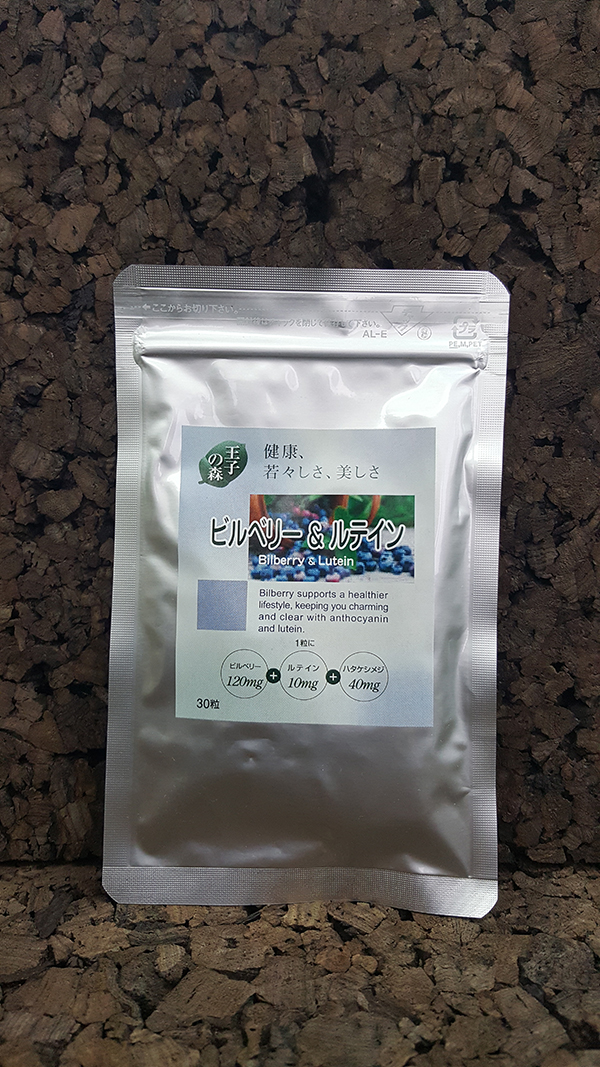 ←ここからお切り下さい。
AL-E
プラ
PE,M,PET
王子
の森
健康、
若々しさ、美しさ
ビルベリー & ルテイン
Bilberry & Lutein
Bilberry supports a healthier
lifestyle, keeping you charming
and clear with anthocyanin
and lutein.
1粒に
ビルベリー
120mg
+
ルテイン
10mg
+
ハタケシメジ
40mg
30粒